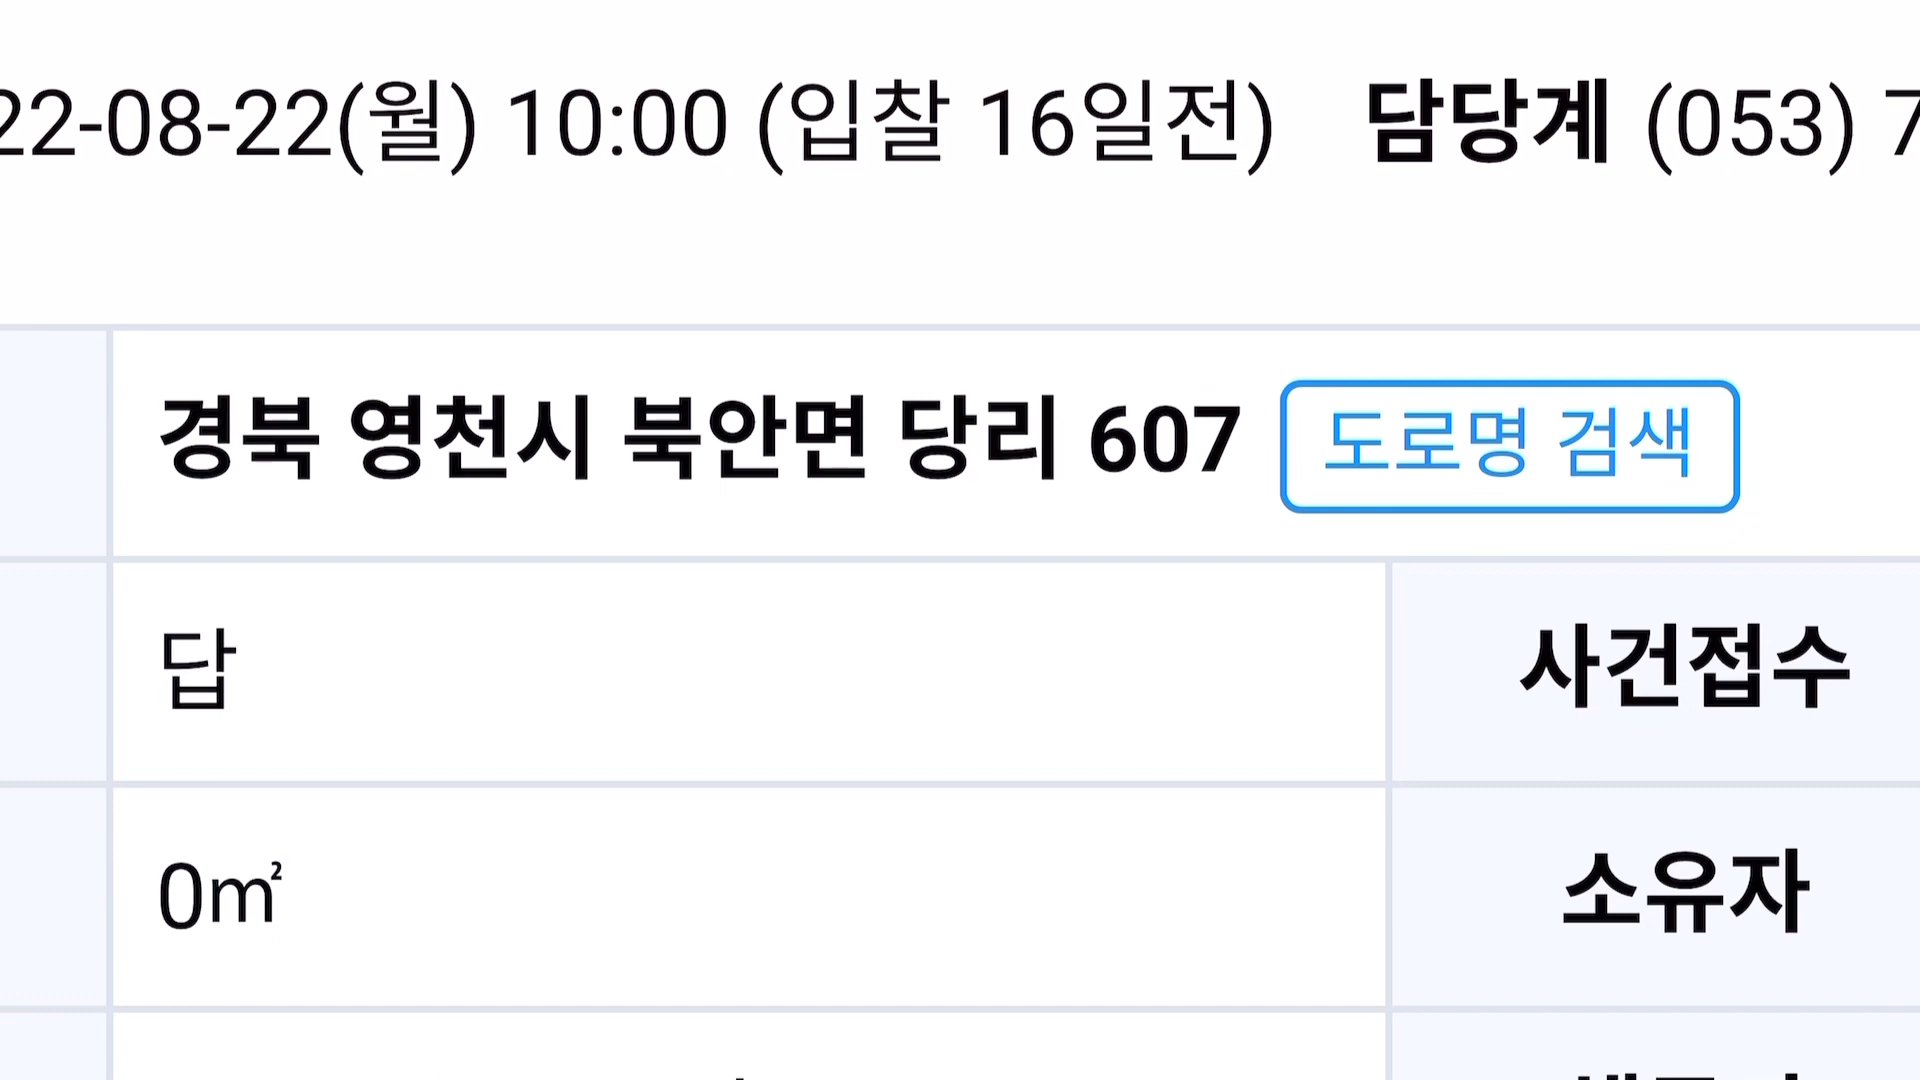 22-08-22(월) 10:00 (입찰 16일전) 담당계 (053) 7
경북 영천시 북안면 당리 607 도로명 검색
답 사건접수
0㎡ 소유자